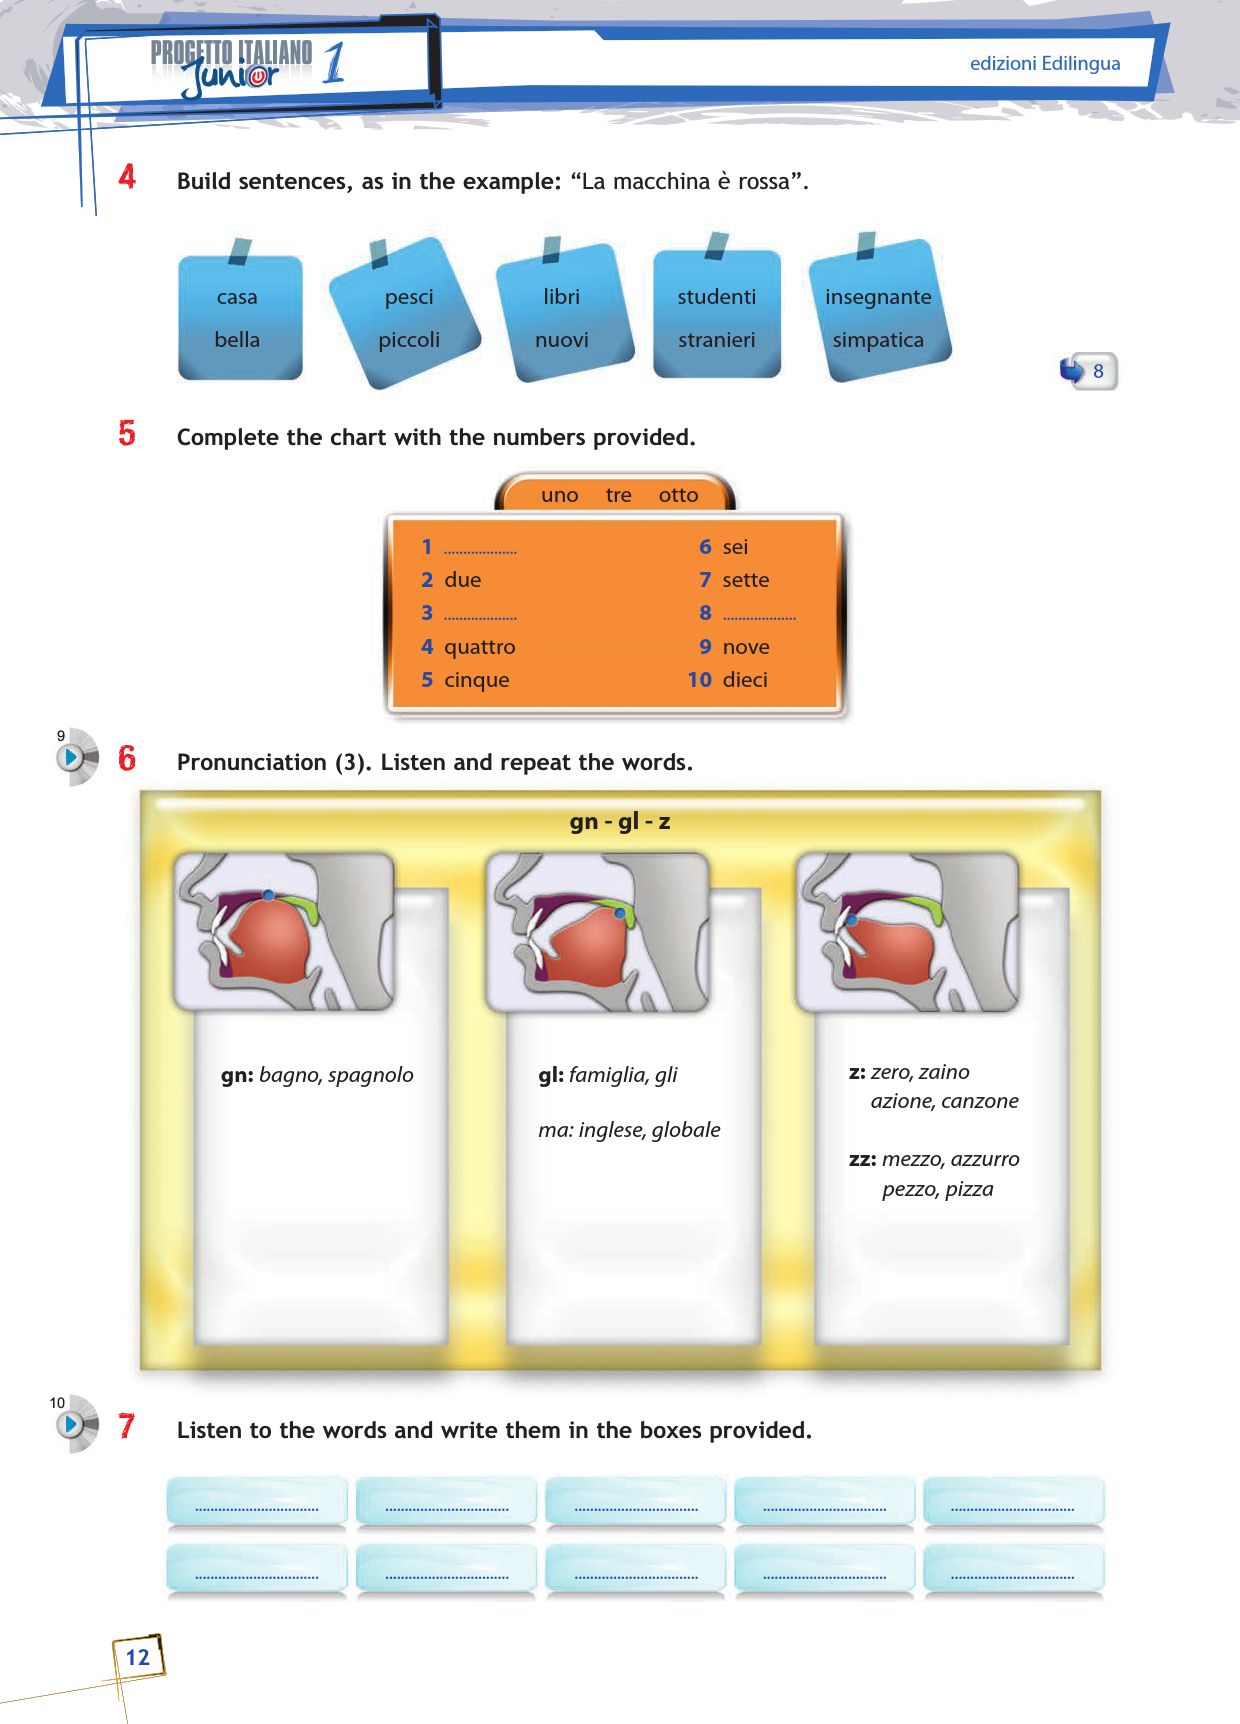 PROGETTO ITALIANO
Junior 1
edizioni Edilingua
4 Build sentences, as in the example: “La macchina è rossa”.
casa pesci libri studenti insegnante
bella piccoli nuovi stranieri simpatica
8
5 Complete the chart with the numbers provided.
uno tre otto
1 ................... 6 sei
2 due 7 sette
3 ................... 8 ...................
4 quattro 9 nove
5 cinque 10 dieci
9
6 Pronunciation (3). Listen and repeat the words.
gn - gl - z
gn: bagno, spagnolo
gl: famiglia, gli
ma: inglese, globale
z: zero, zaino
azione, canzone
zz: mezzo, azzurro
pezzo, pizza
10
7 Listen to the words and write them in the boxes provided.
................................ ................................ ................................ ................................ ................................
................................ ................................ ................................ ................................ ................................
12